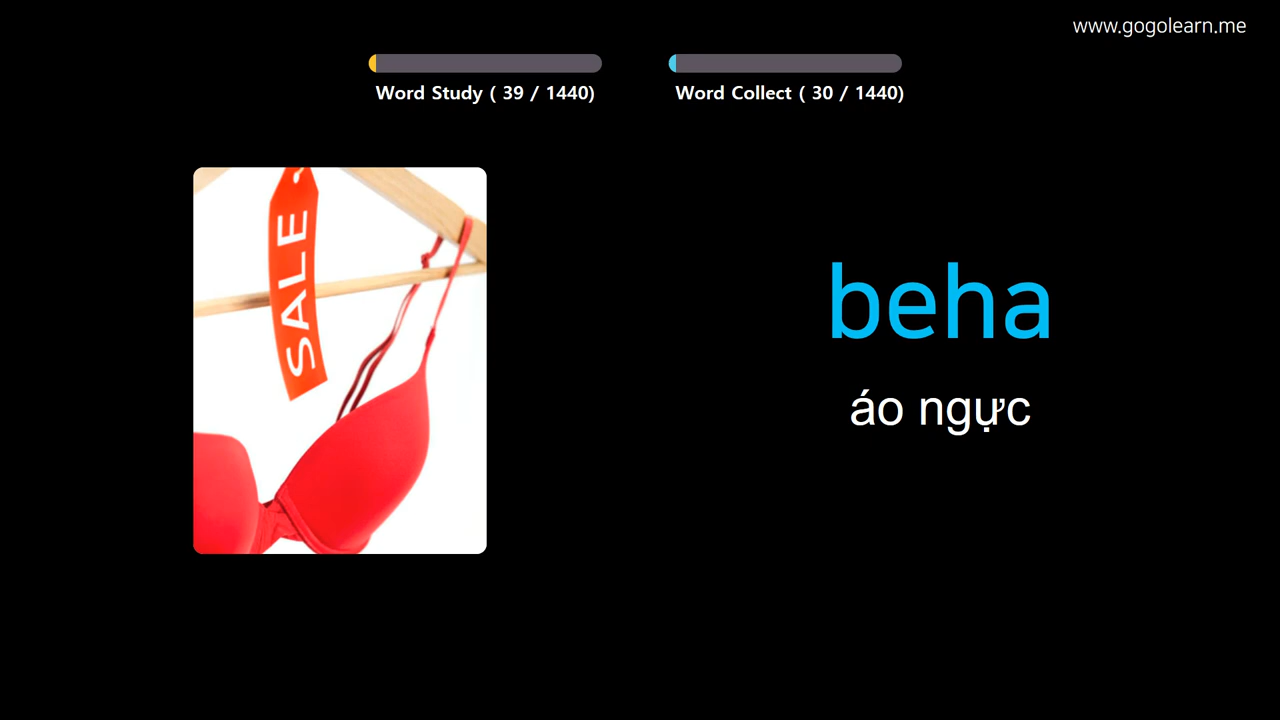 www.gogolearn.me
Word Study ( 39 / 1440)
Word Collect ( 30 / 1440)
SALE
beha
áo ngực